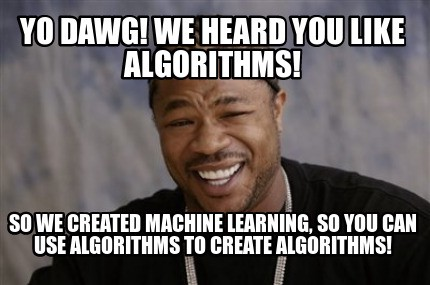 YO DAWG! WE HEARD YOU LIKE
ALGORITHMS!
SO WE CREATED MACHINE LEARNING, SO YOU CAN
USE ALGORITHMS TO CREATE ALGORITHMS!